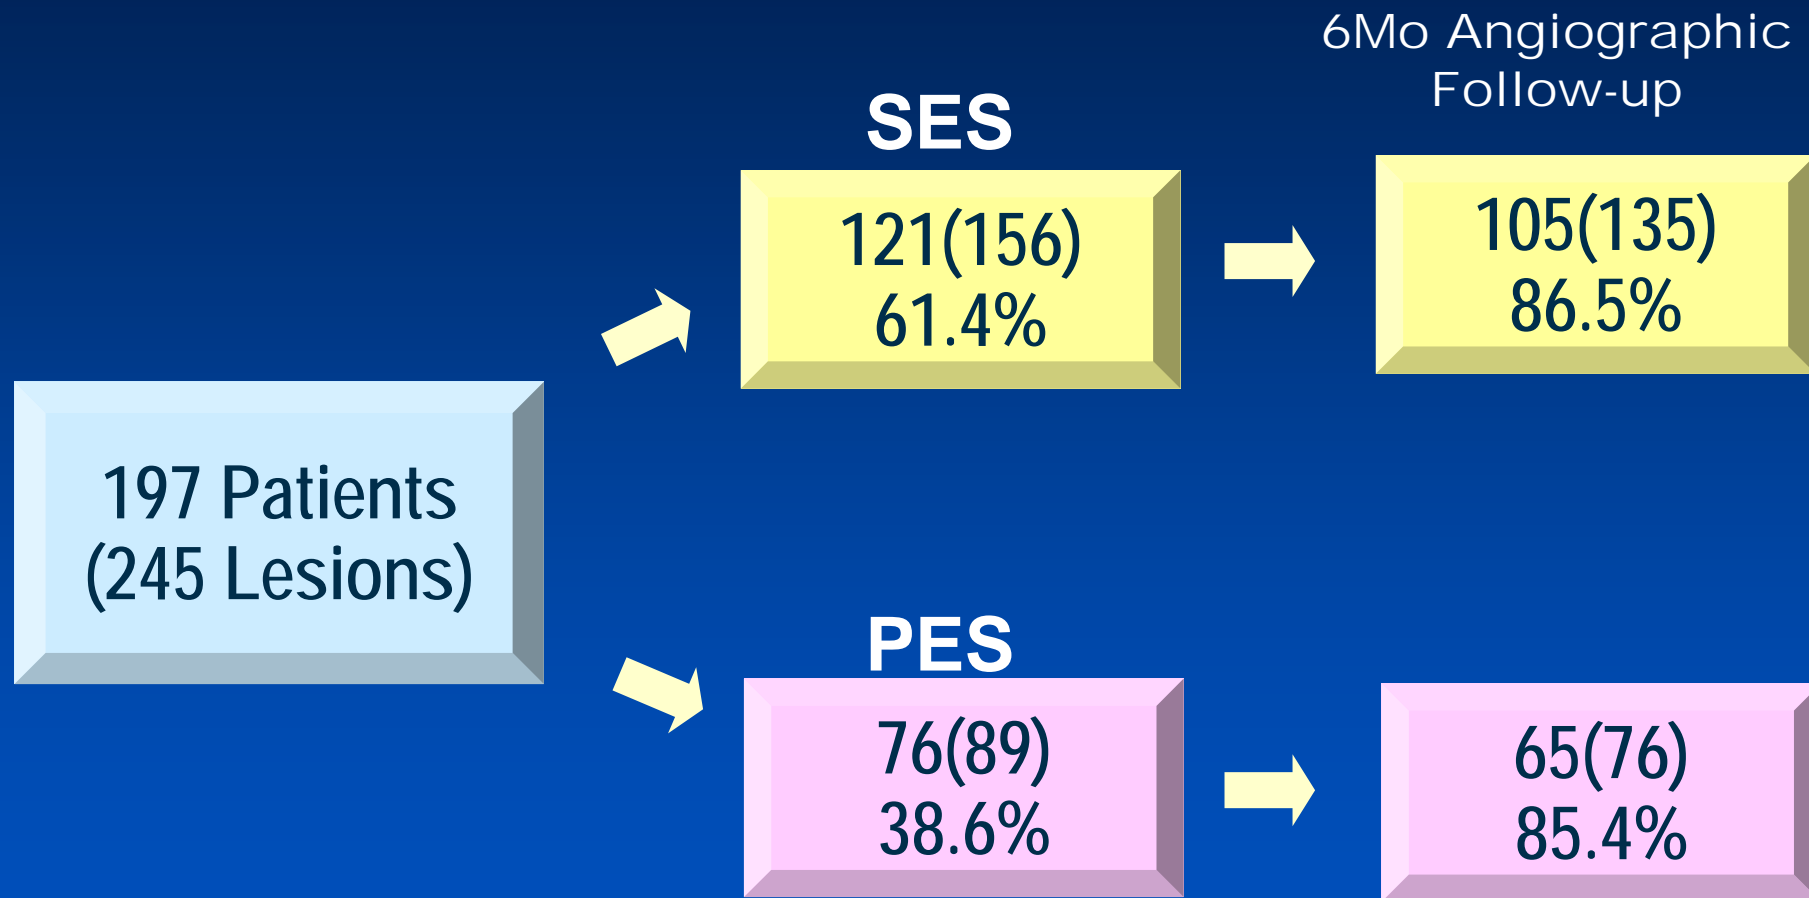 6Mo Angiographic
Follow-up
SES
121(156)
61.4%
105(135)
86.5%
197 Patients
(245 Lesions)
PES
76(89)
38.6%
65(76)
85.4%